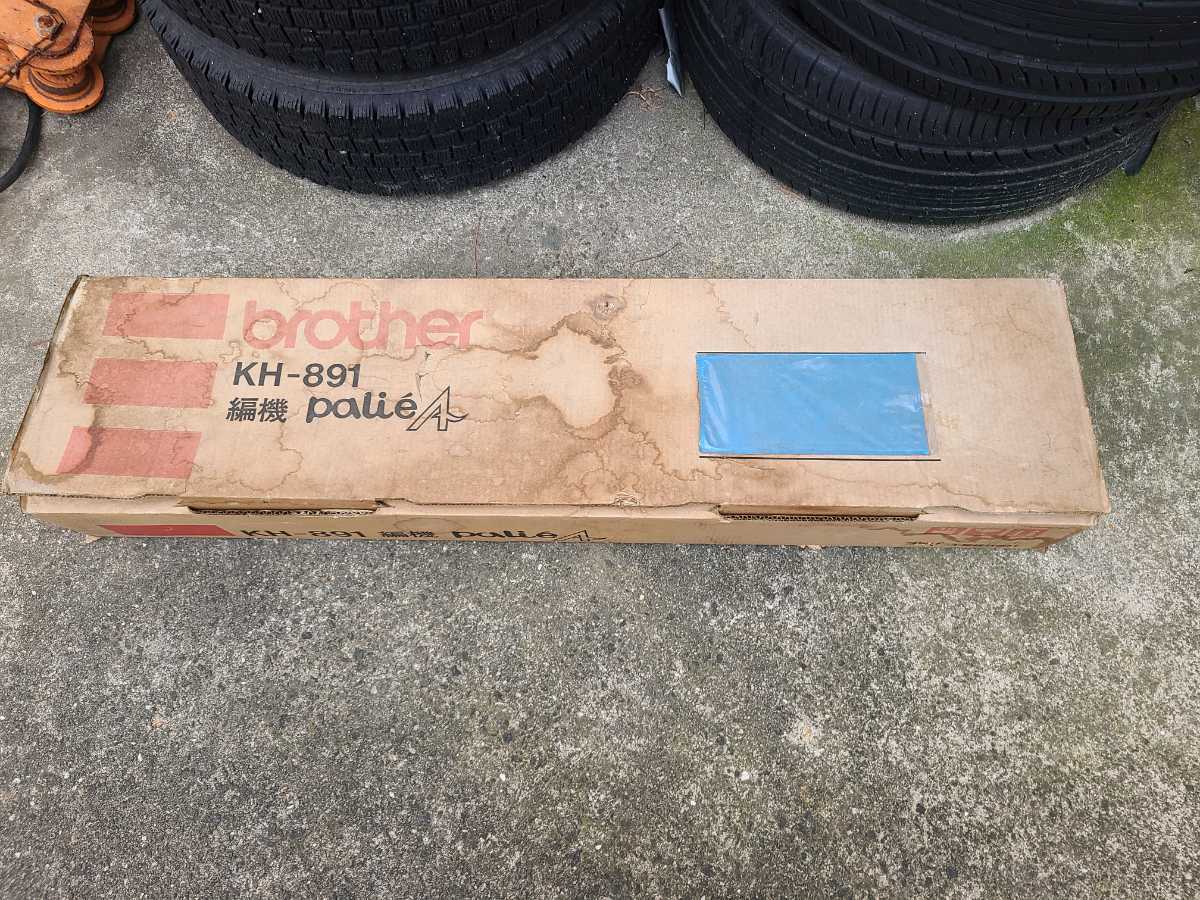 brother
KH-891
編機 palié A
KH-891 編機 palié A